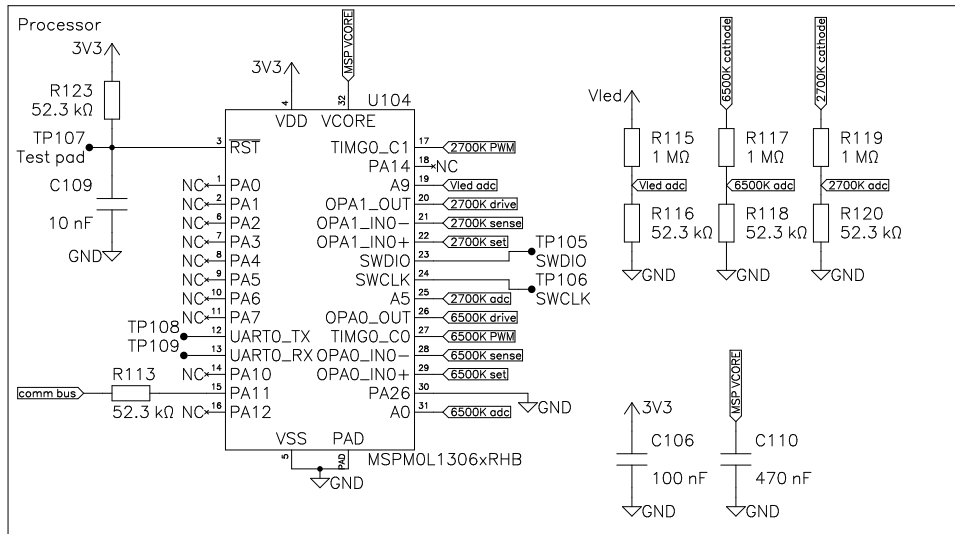 Processor
3V3
R123
52.3 kΩ
TP107
Test pad
C109
10 nF
GND
3V3
MSP VCORE
U104
4
32
VDD
VCORE
3
RST
TIMG0_C1
17
2700K PWM
PA14
18
NC
NC
1
PA0
A9
19
Vled adc
NC
2
PA1
OPA1_OUT
20
2700K drive
NC
6
PA2
OPA1_IN0-
21
2700K sense
NC
7
PA3
OPA1_IN0+
22
2700K set
NC
8
PA4
SWDIO
23
TP105
SWDIO
NC
9
PA5
SWCLK
24
TP106
SWCLK
NC
10
PA6
A5
25
2700K adc
NC
11
PA7
OPA0_OUT
26
6500K drive
TP108
12
UART0_TX
TIMG0_C0
27
6500K PWM
TP109
13
UART0_RX
OPA0_IN0-
28
6500K sense
NC
14
PA10
OPA0_IN0+
29
6500K set
comm bus
R113
52.3 kΩ
15
PA11
PA26
30
GND
NC
16
PA12
A0
31
6500K adc
VSS
PAD
5
PAD
MSPM0L1306xRHB
GND
Vled
R115
1 MΩ
Vled adc
R116
52.3 kΩ
GND
6500K cathode
R117
1 MΩ
6500K adc
R118
52.3 kΩ
GND
2700K cathode
R119
1 MΩ
2700K adc
R120
52.3 kΩ
GND
3V3
C106
100 nF
GND
MSP VCORE
C110
470 nF
GND